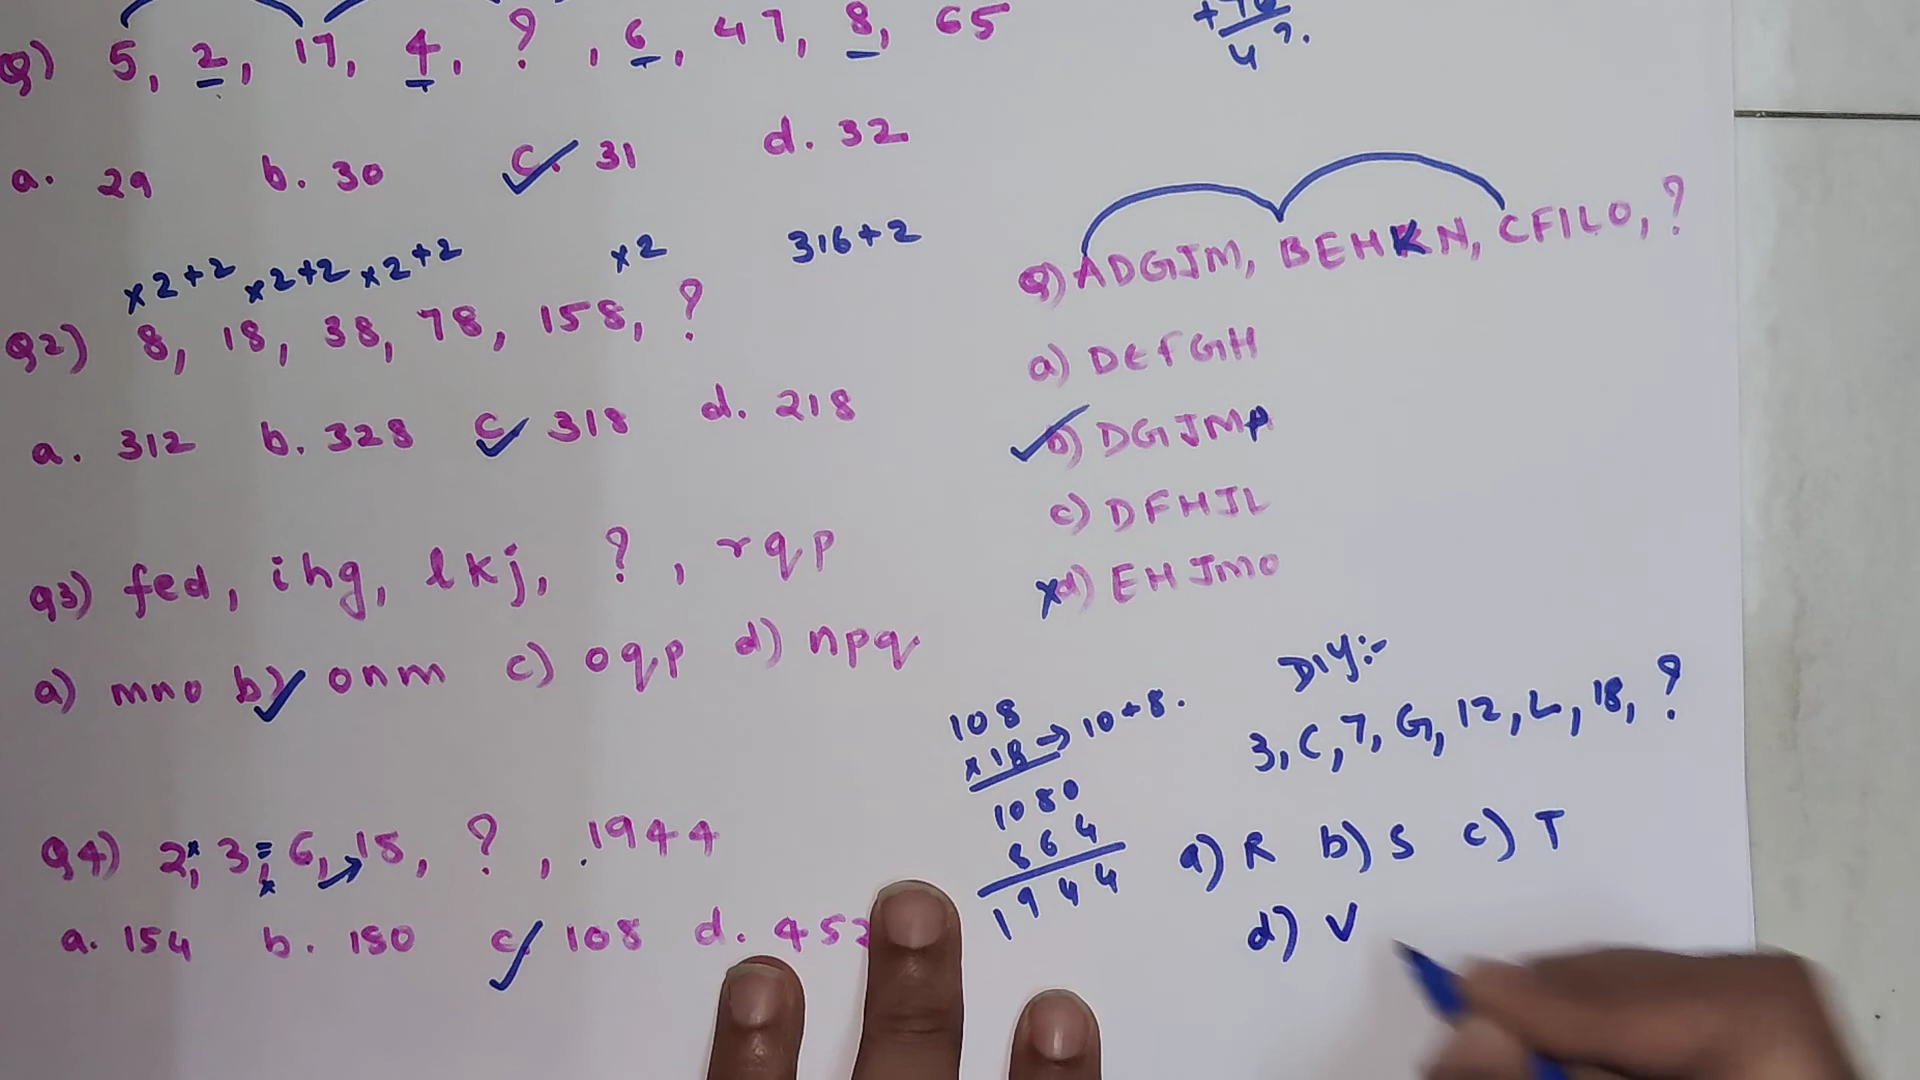 Q) 5, 2, 17, 4, ?, 6, 47, 8, 65
a. 29 b. 30 c. 31 d. 32
×2+2 ×2+2 ×2+2 ×2 316+2
Q2) 8, 18, 38, 78, 158, ?
a. 312 b. 328 c 318 d. 218
Q3) fed, ihg, lkj, ?, rqp
a) mno b) onm c) oqp d) npq
Q4) 2, 3, 6, 18, ?, 1944
a. 154 b. 180 c 108 d. 452
Q) ADGJM, BEHKN, CFILO, ?
a) DEFGH
b) DGJMP
c) DFHJL
d) EHJMO
108
×18 → 10+8.
1080
864
1944
DIY:-
3, C, 7, G, 12, L, 18, ?
a) R b) S c) T
d) V